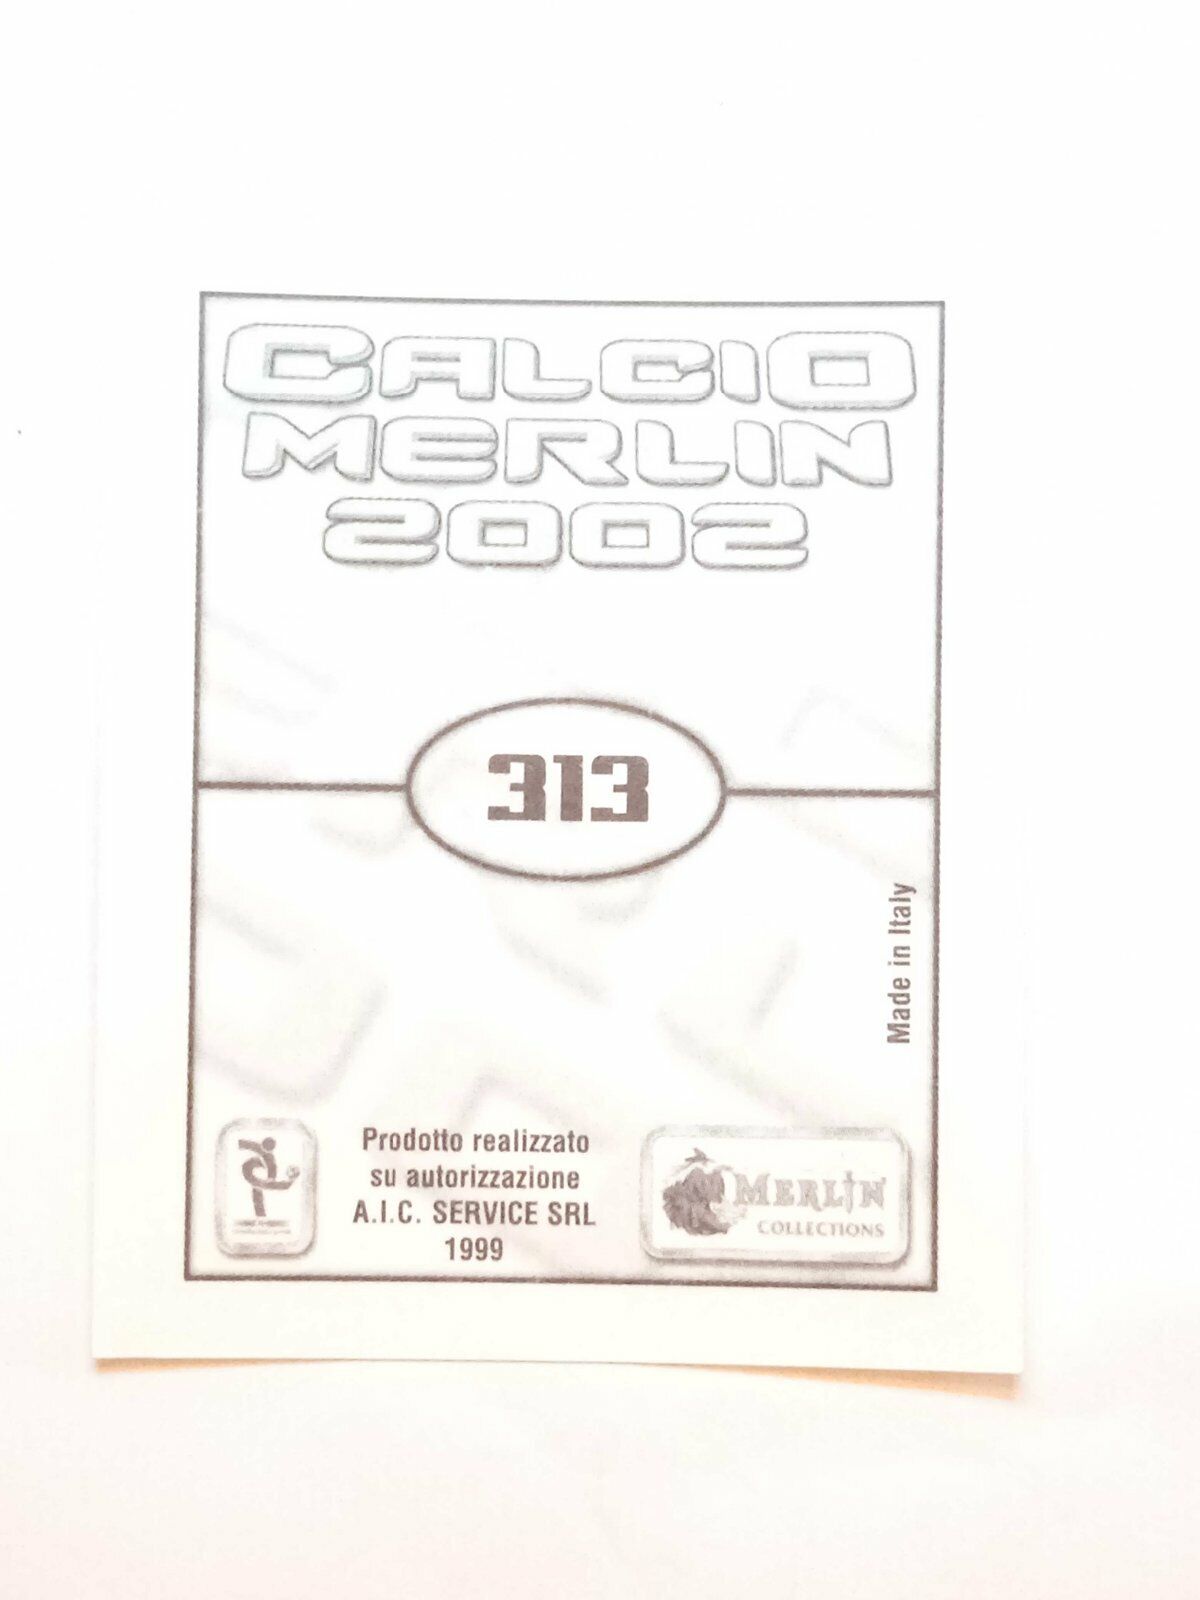 CALCIO
MERLIN
2002
313
Made in Italy
Prodotto realizzato
su autorizzazione
A.I.C. SERVICE SRL
1999
MERLIN
COLLECTIONS